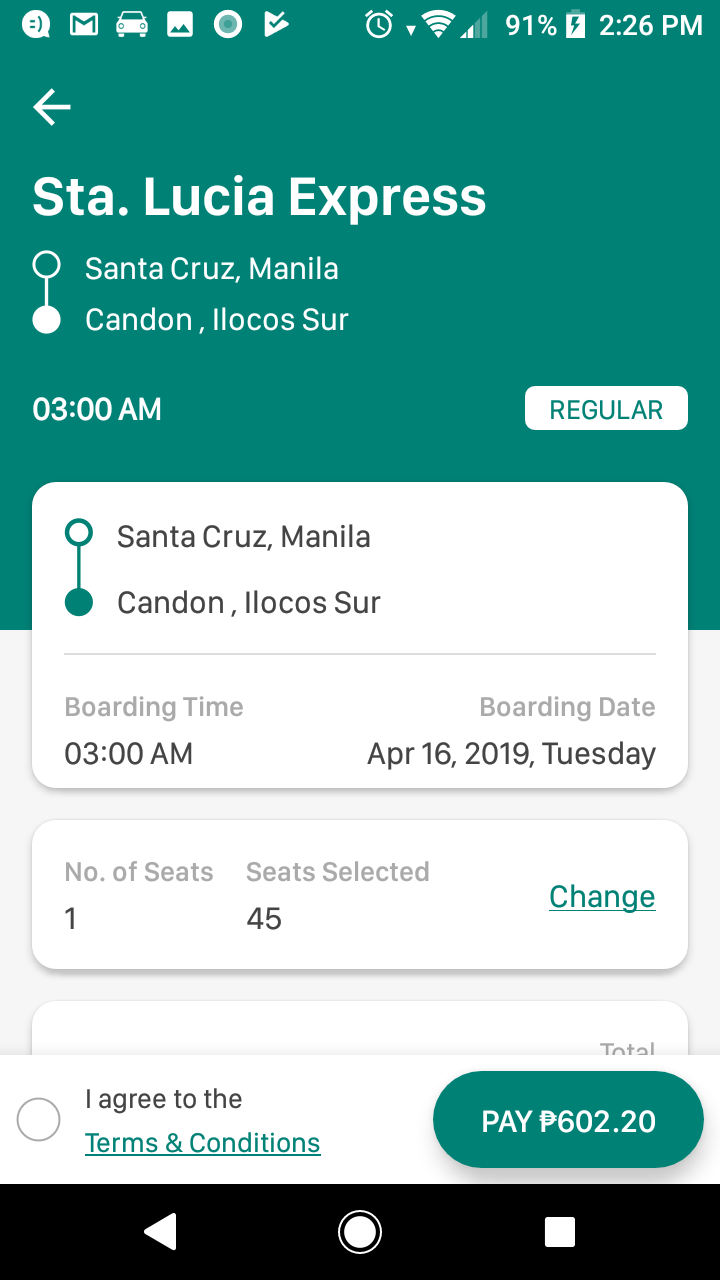 91% 2:26 PM
Sta. Lucia Express
Santa Cruz, Manila
Candon , Ilocos Sur
03:00 AM REGULAR
Santa Cruz, Manila
Candon , Ilocos Sur
Boarding Time Boarding Date
03:00 AM Apr 16, 2019, Tuesday
No. of Seats Seats Selected
1 45 Change
Total
I agree to the
Terms & Conditions
PAY ₱602.20